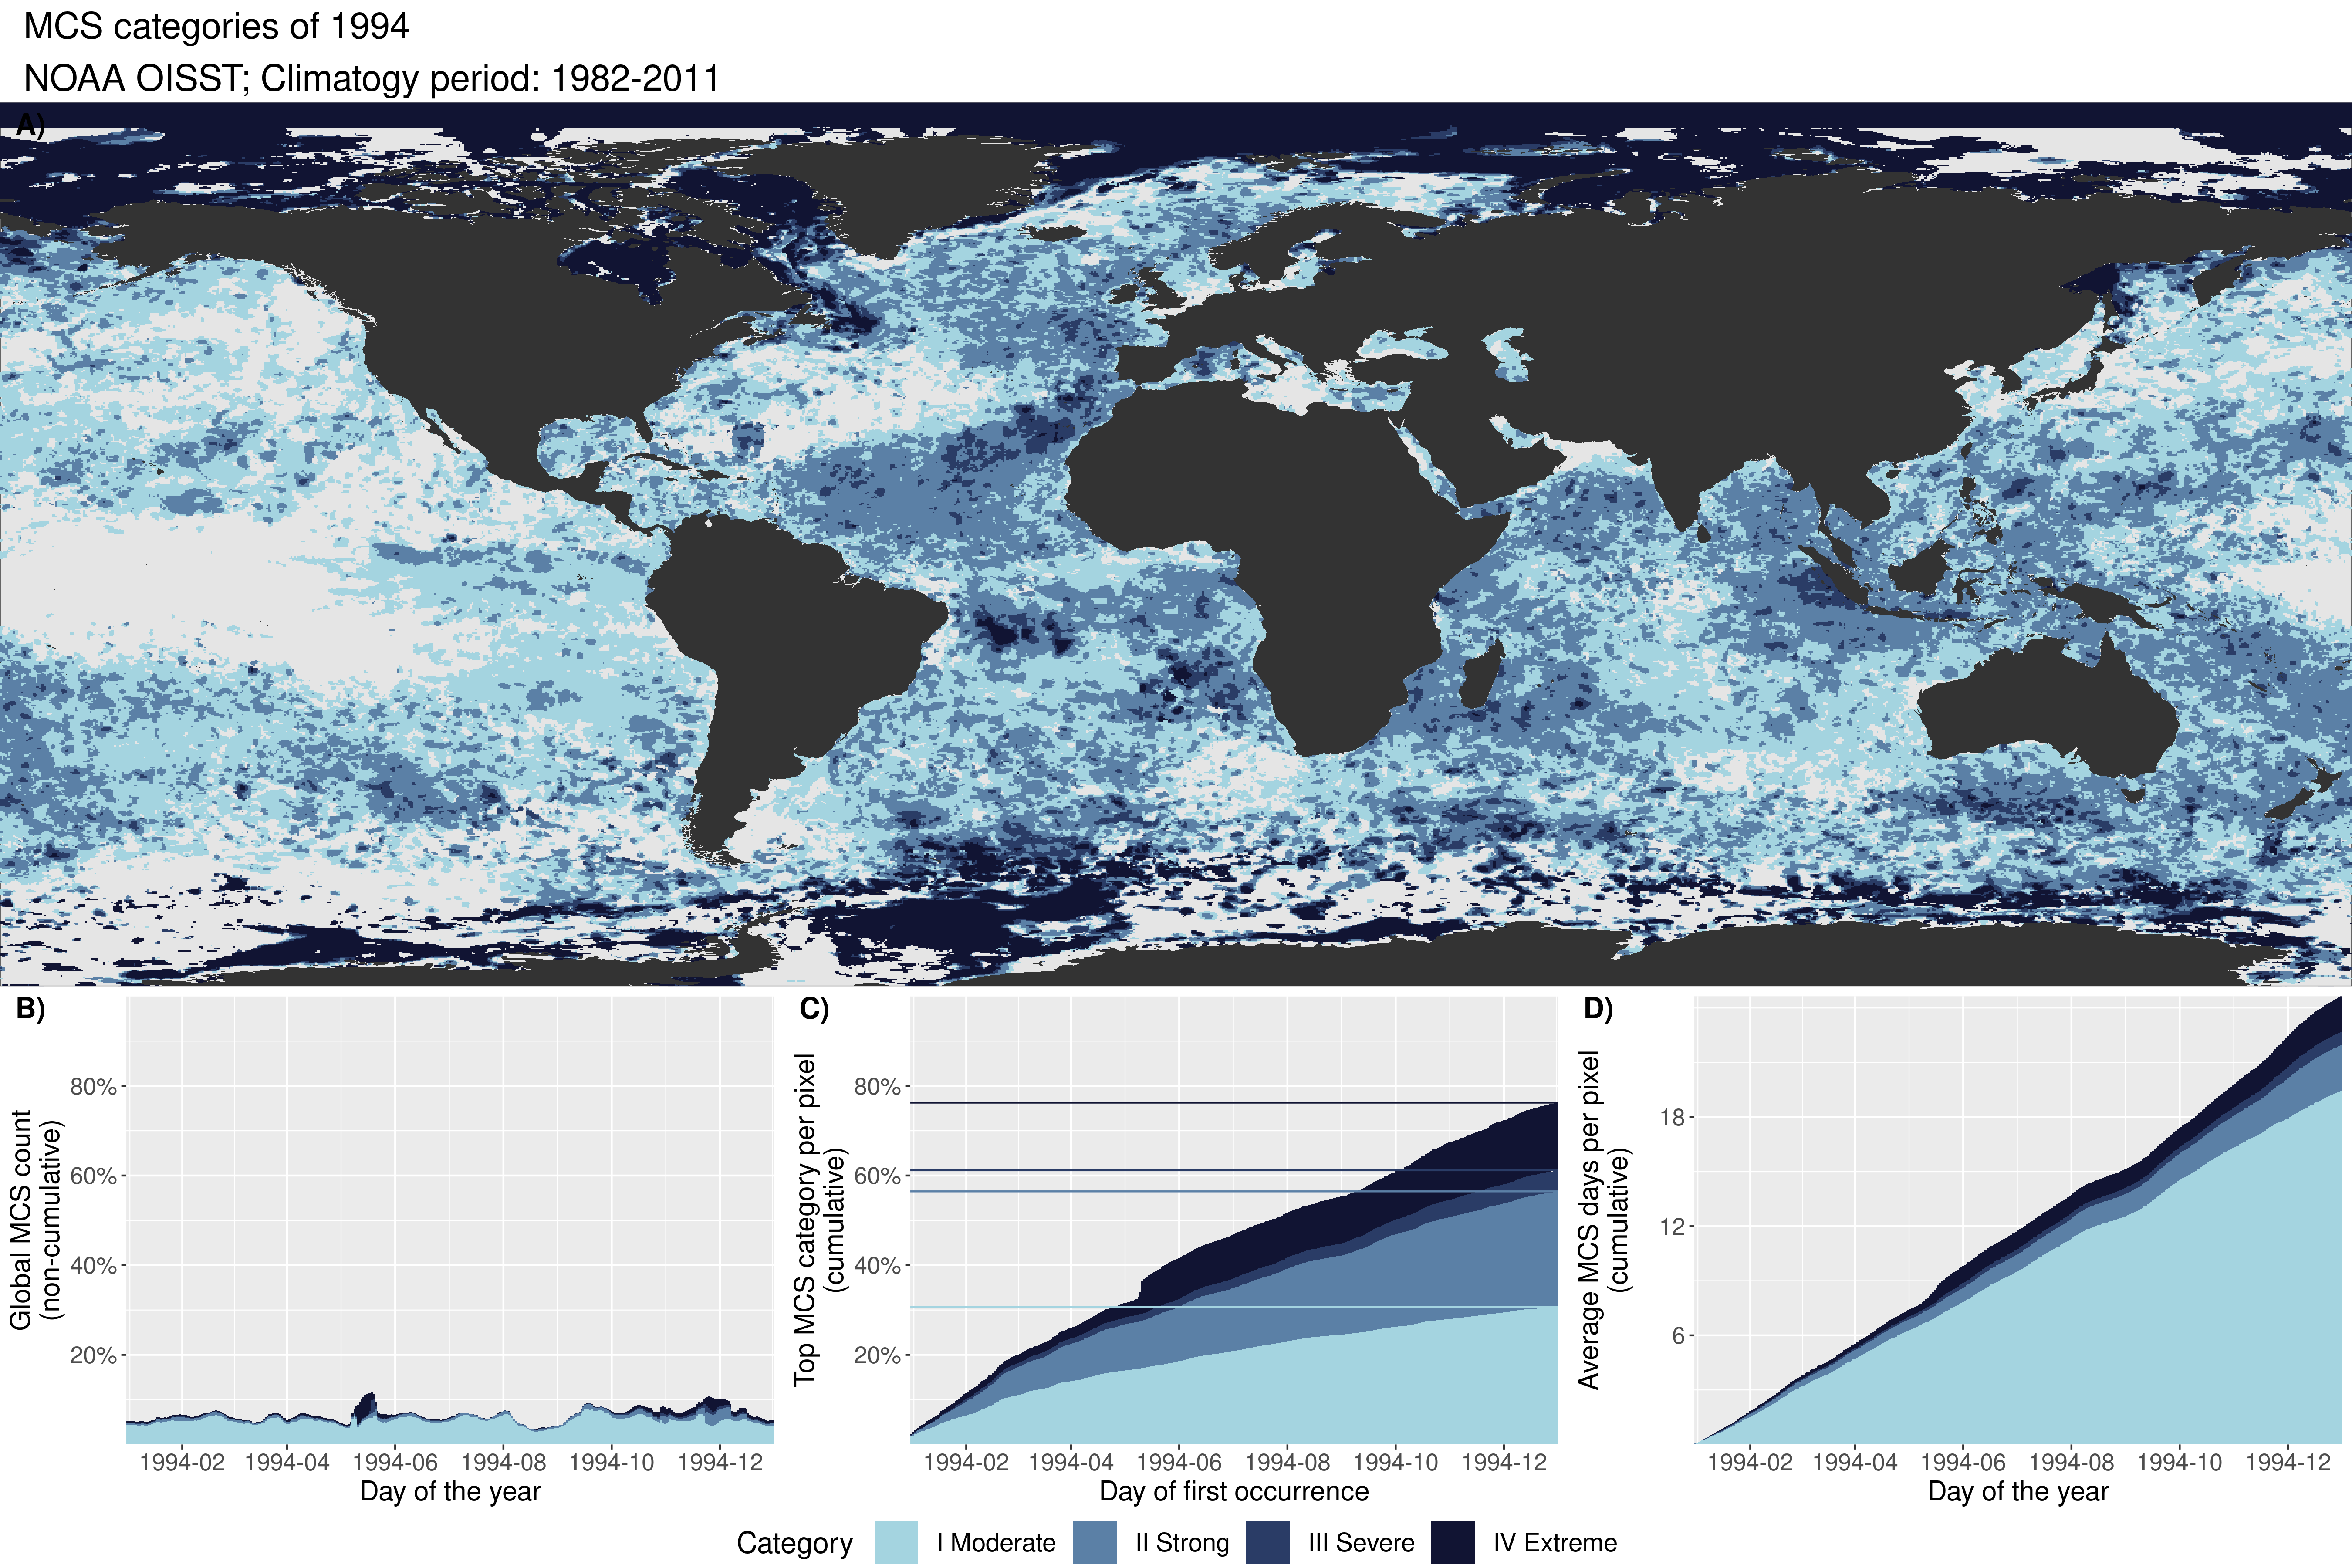 MCS categories of 1994
NOAA OISST; Climatogy period: 1982-2011
A)
B)
Global MCS count
(non-cumulative)
80%
60%
40%
20%
1994-02 1994-04 1994-06 1994-08 1994-10 1994-12
Day of the year
C)
Top MCS category per pixel
(cumulative)
80%
60%
40%
20%
1994-02 1994-04 1994-06 1994-08 1994-10 1994-12
Day of first occurrence
D)
Average MCS days per pixel
(cumulative)
18
12
6
1994-02 1994-04 1994-06 1994-08 1994-10 1994-12
Day of the year
Category I Moderate II Strong III Severe IV Extreme